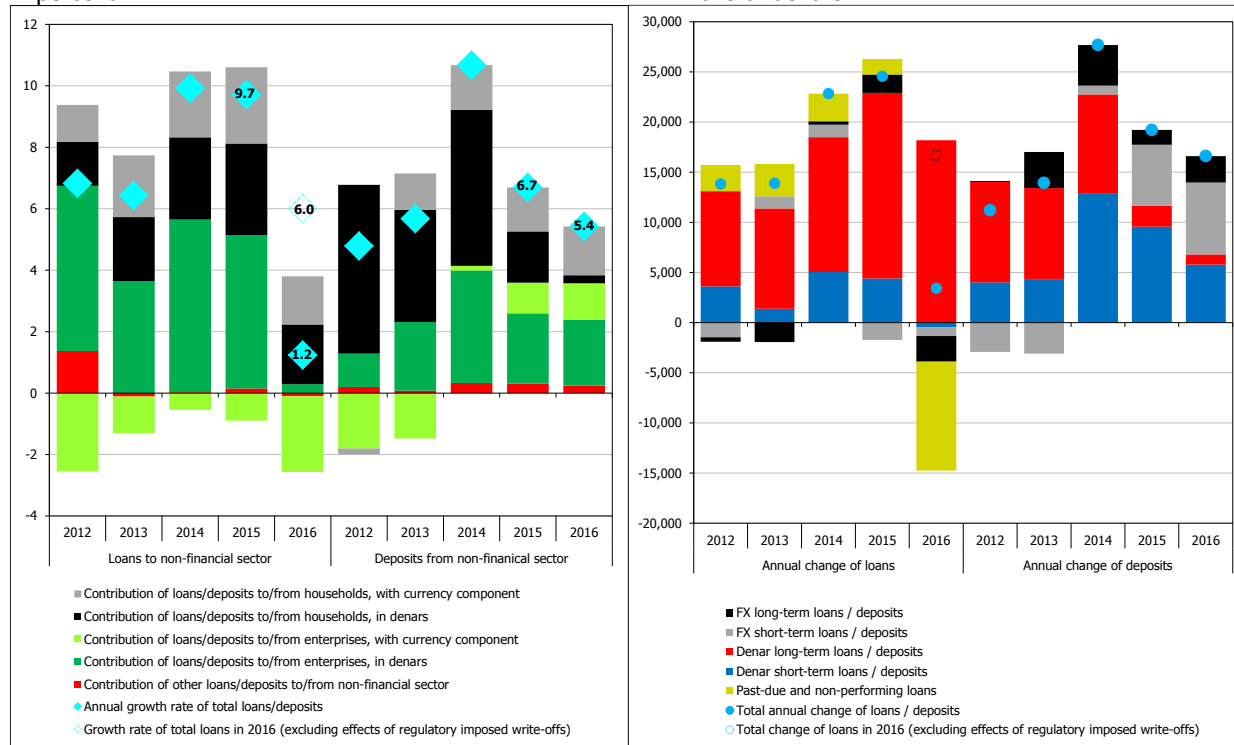 12
10
8
6
4
2
0
-2
-4
9.7
6.0
1.2
6.7
5.4
2012 2013 2014 2015 2016 2012 2013 2014 2015 2016
Loans to non-financial sector Deposits from non-finanical sector
Contribution of loans/deposits to/from households, with currency component
Contribution of loans/deposits to/from households, in denars
Contribution of loans/deposits to/from enterprises, with currency component
Contribution of loans/deposits to/from enterprises, in denars
Contribution of other loans/deposits to/from non-financial sector
Annual growth rate of total loans/deposits
Growth rate of total loans in 2016 (excluding effects of regulatory imposed write-offs)
30,000
25,000
20,000
15,000
10,000
5,000
0
-5,000
-10,000
-15,000
-20,000
2012 2013 2014 2015 2016 2012 2013 2014 2015 2016
Annual change of loans Annual change of deposits
FX long-term loans / deposits
FX short-term loans / deposits
Denar long-term loans / deposits
Denar short-term loans / deposits
Past-due and non-performing loans
Total annual change of loans / deposits
Total change of loans in 2016 (excluding effects of regulatory imposed write-offs)